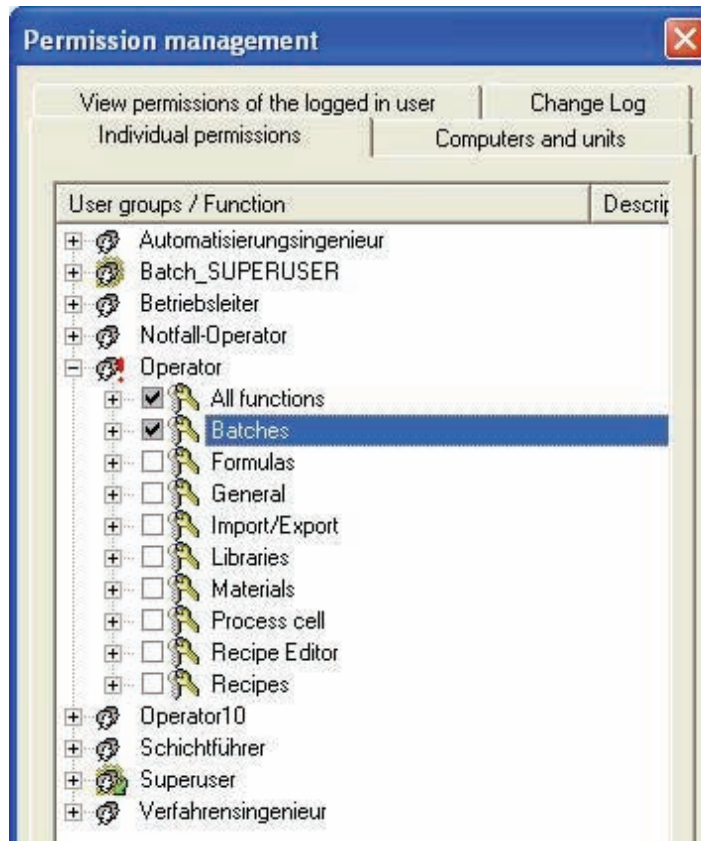 Permission management
View permissions of the logged in user Change Log
Individual permissions Computers and units
User groups / Function Descrip
Automatisierungsingenieur
Batch_SUPERUSER
Betriebsleiter
Notfall-Operator
Operator
All functions
Batches
Formulas
General
Import/Export
Libraries
Materials
Process cell
Recipe Editor
Recipes
Operator10
Schichtführer
Superuser
Verfahrensingenieur